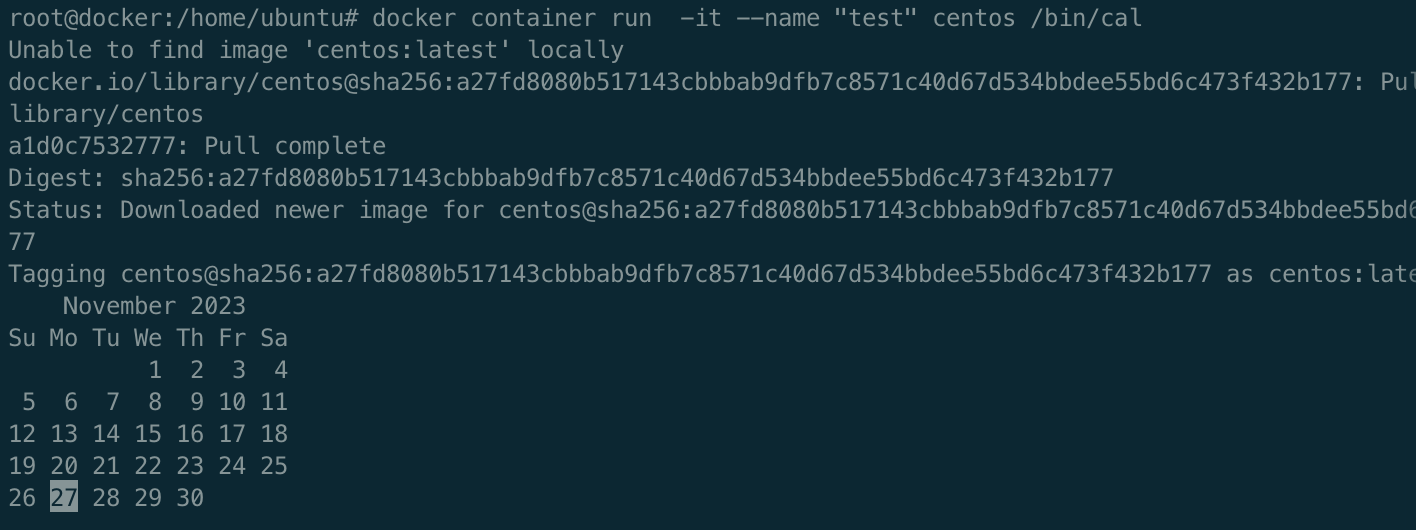 root@docker:/home/ubuntu# docker container run  -it --name "test" centos /bin/cal
Unable to find image 'centos:latest' locally
docker.io/library/centos@sha256:a27fd8080b517143cbbbab9dfb7c8571c40d67d534bbdee55bd6c473f432b177: Pul
library/centos
a1d0c7532777: Pull complete
Digest: sha256:a27fd8080b517143cbbbab9dfb7c8571c40d67d534bbdee55bd6c473f432b177
Status: Downloaded newer image for centos@sha256:a27fd8080b517143cbbbab9dfb7c8571c40d67d534bbdee55bd6
77
Tagging centos@sha256:a27fd8080b517143cbbbab9dfb7c8571c40d67d534bbdee55bd6c473f432b177 as centos:late
    November 2023
Su Mo Tu We Th Fr Sa
          1  2  3  4
 5  6  7  8  9 10 11
12 13 14 15 16 17 18
19 20 21 22 23 24 25
26 27 28 29 30